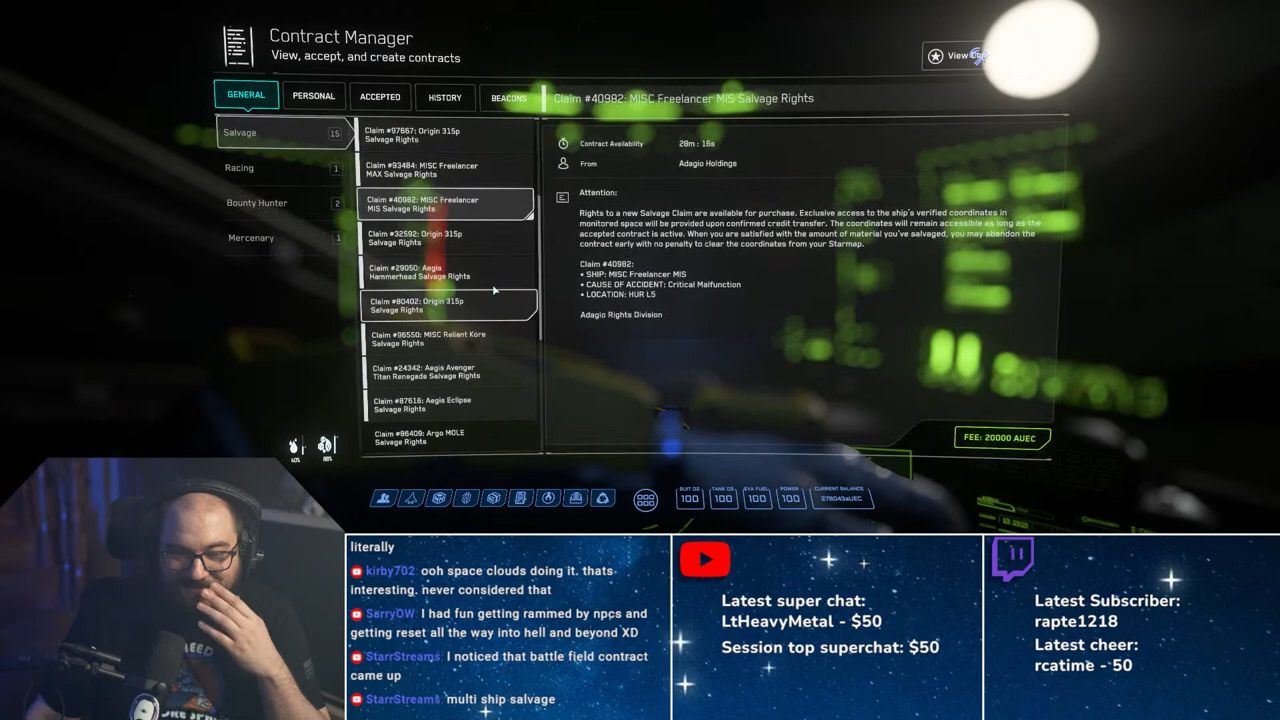 Contract Manager
View, accept, and create contracts
View
GENERAL
PERSONAL
ACCEPTED
HISTORY
BEACONS
Claim #40982: MISC Freelancer MIS Salvage Rights
Salvage 15
Racing 1
Bounty Hunter 2
Mercenary 1
Claim #97667: Origin 315p
Salvage Rights
Claim #93484: MISC Freelancer
MAX Salvage Rights
Claim #40982: MISC Freelancer
MIS Salvage Rights
Claim #32592: Origin 315p
Salvage Rights
Claim #29050: Aegis
Hammerhead Salvage Rights
Claim #80402: Origin 315p
Salvage Rights
Claim #96550: MISC Reliant Kore
Salvage Rights
Claim #24342: Aegis Avenger
Titan Renegade Salvage Rights
Claim #87616: Aegis Eclipse
Salvage Rights
Claim #86409: Argo MOLE
Salvage Rights
Contract Availability 28m : 16s
From Adagio Holdings
Attention:
Rights to a new Salvage Claim are available for purchase. Exclusive access to the ship's verified coordinates in
monitored space will be provided upon confirmed credit transfer. The coordinates will remain accessible as long as the
accepted contract is active. When you are satisfied with the amount of material you've salvaged, you may abandon the
contract early with no penalty to clear the coordinates from your Starmap.
Claim #40982:
• SHIP: MISC Freelancer MIS
• CAUSE OF ACCIDENT: Critical Malfunction
• LOCATION: HUR L5
Adagio Rights Division
FEE: 20000 AUEC
SUIT O2
100
TANK O2
100
EVA FUEL
100
POWER
100
CURRENT BALANCE
278043aUEC
literally
kirby702: ooh space clouds doing it. thats
interesting. never considered that
SarryOW: I had fun getting rammed by npcs and
getting reset all the way into hell and beyond XD
StarrStreams: I noticed that battle field contract
came up
StarrStreams: multi ship salvage
Latest super chat:
LtHeavyMetal - $50
Session top superchat: $50
Latest Subscriber:
rapte1218
Latest cheer:
rcatime - 50